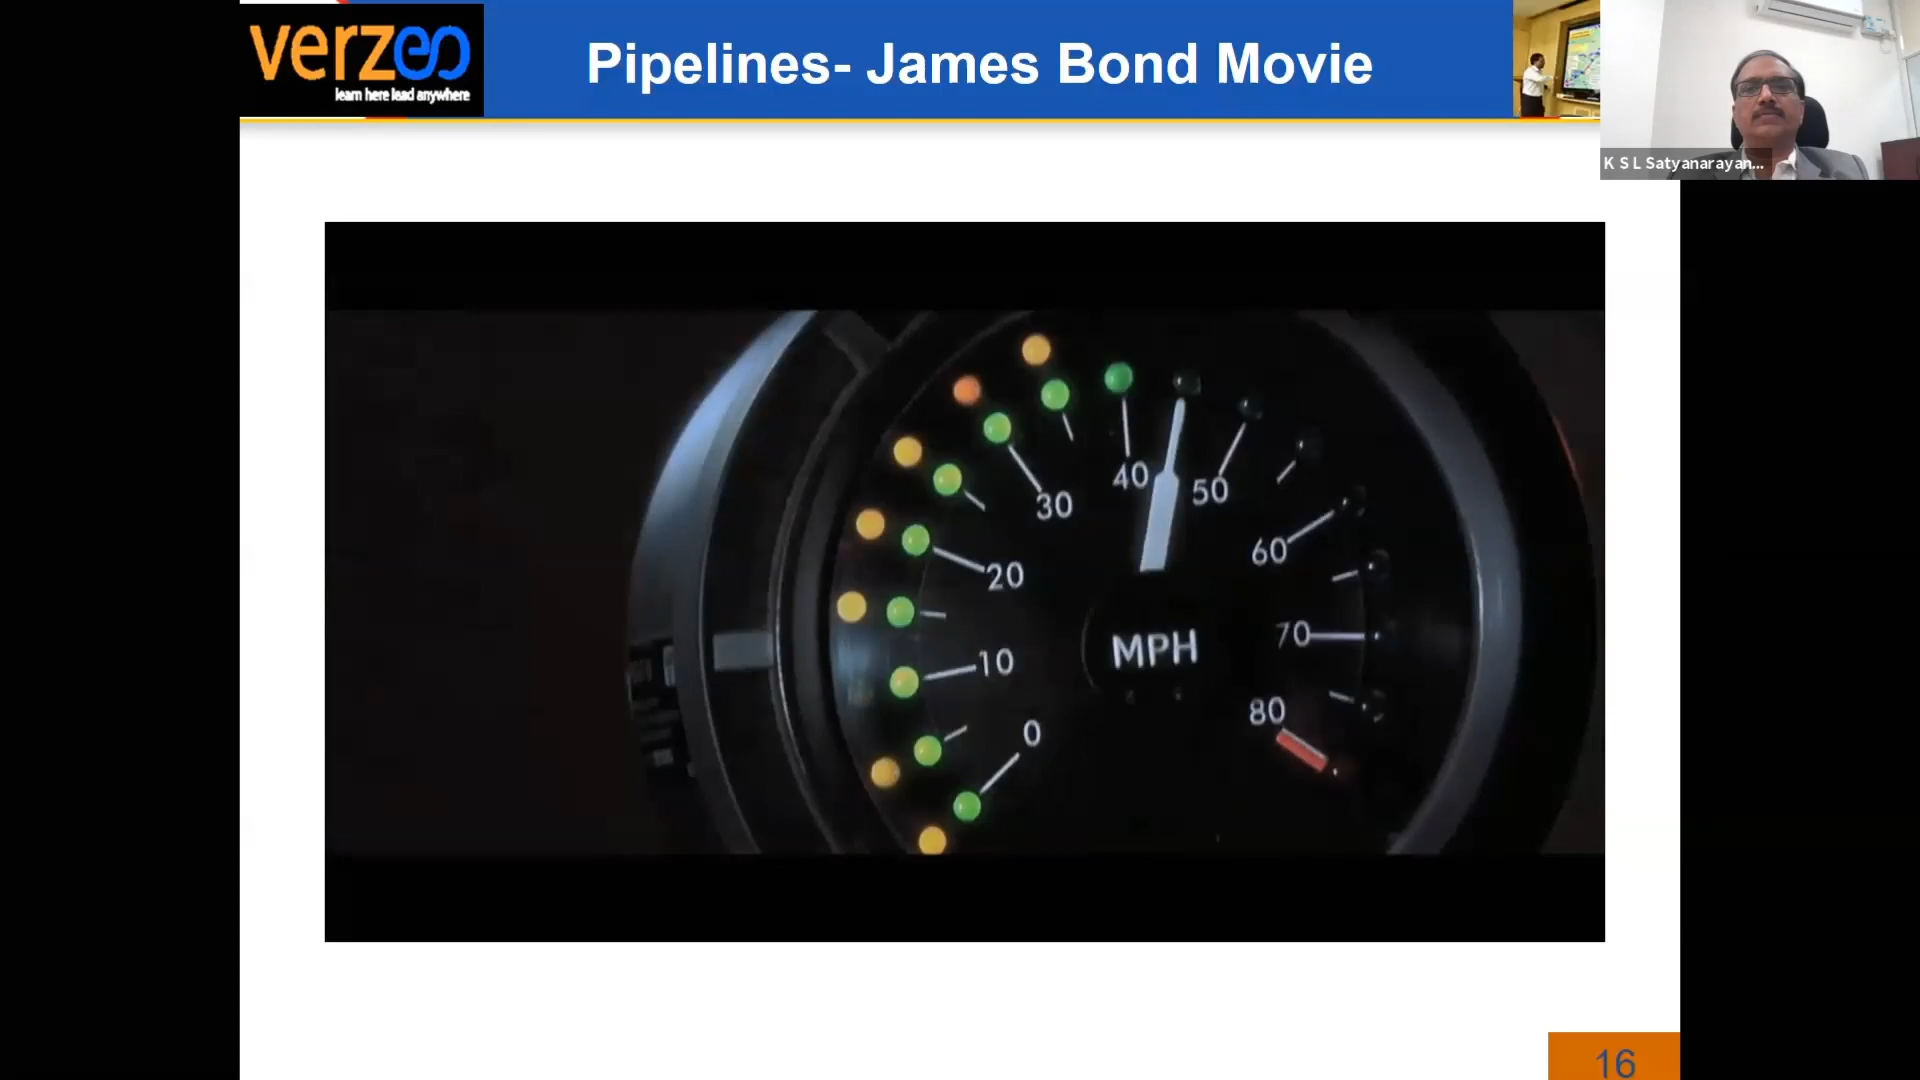 verzeo
learn here lead anywhere
Pipelines- James Bond Movie
K S L Satyanarayan...
40
50
30
60
20
70
MPH
10
80
0
16